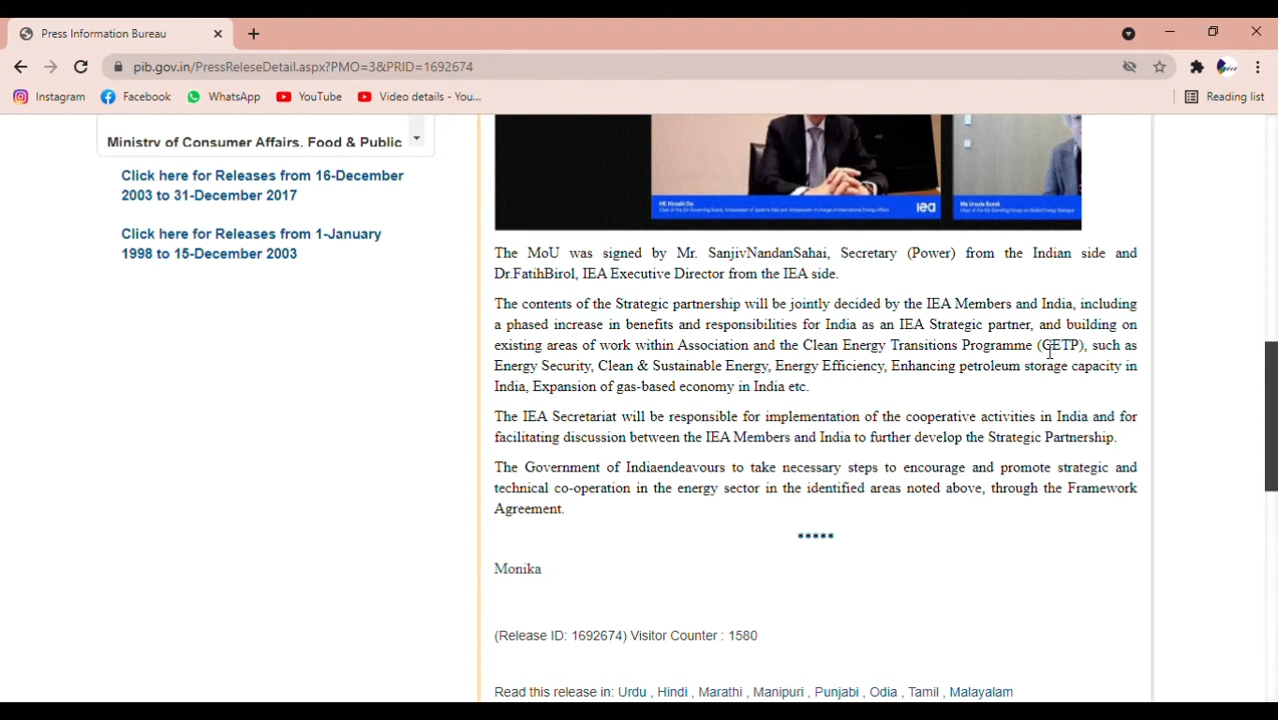 Press Information Bureau
pib.gov.in/PressReleseDetail.aspx?PMO=3&PRID=1692674
Instagram Facebook WhatsApp YouTube Video details - You... Reading list
Ministry of Consumer Affairs, Food & Public
Click here for Releases from 16-December
2003 to 31-December 2017
Click here for Releases from 1-January
1998 to 15-December 2003
HE Hiroshi Oe
iea
The MoU was signed by Mr. SanjivNandanSahai, Secretary (Power) from the Indian side and
Dr.FatihBirol, IEA Executive Director from the IEA side.
The contents of the Strategic partnership will be jointly decided by the IEA Members and India, including
a phased increase in benefits and responsibilities for India as an IEA Strategic partner, and building on
existing areas of work within Association and the Clean Energy Transitions Programme (CETP), such as
Energy Security, Clean & Sustainable Energy, Energy Efficiency, Enhancing petroleum storage capacity in
India, Expansion of gas-based economy in India etc.
The IEA Secretariat will be responsible for implementation of the cooperative activities in India and for
facilitating discussion between the IEA Members and India to further develop the Strategic Partnership.
The Government of Indiaendeavours to take necessary steps to encourage and promote strategic and
technical co-operation in the energy sector in the identified areas noted above, through the Framework
Agreement.
*****
Monika
(Release ID: 1692674) Visitor Counter : 1580
Read this release in: Urdu , Hindi , Marathi , Manipuri , Punjabi , Odia , Tamil , Malayalam